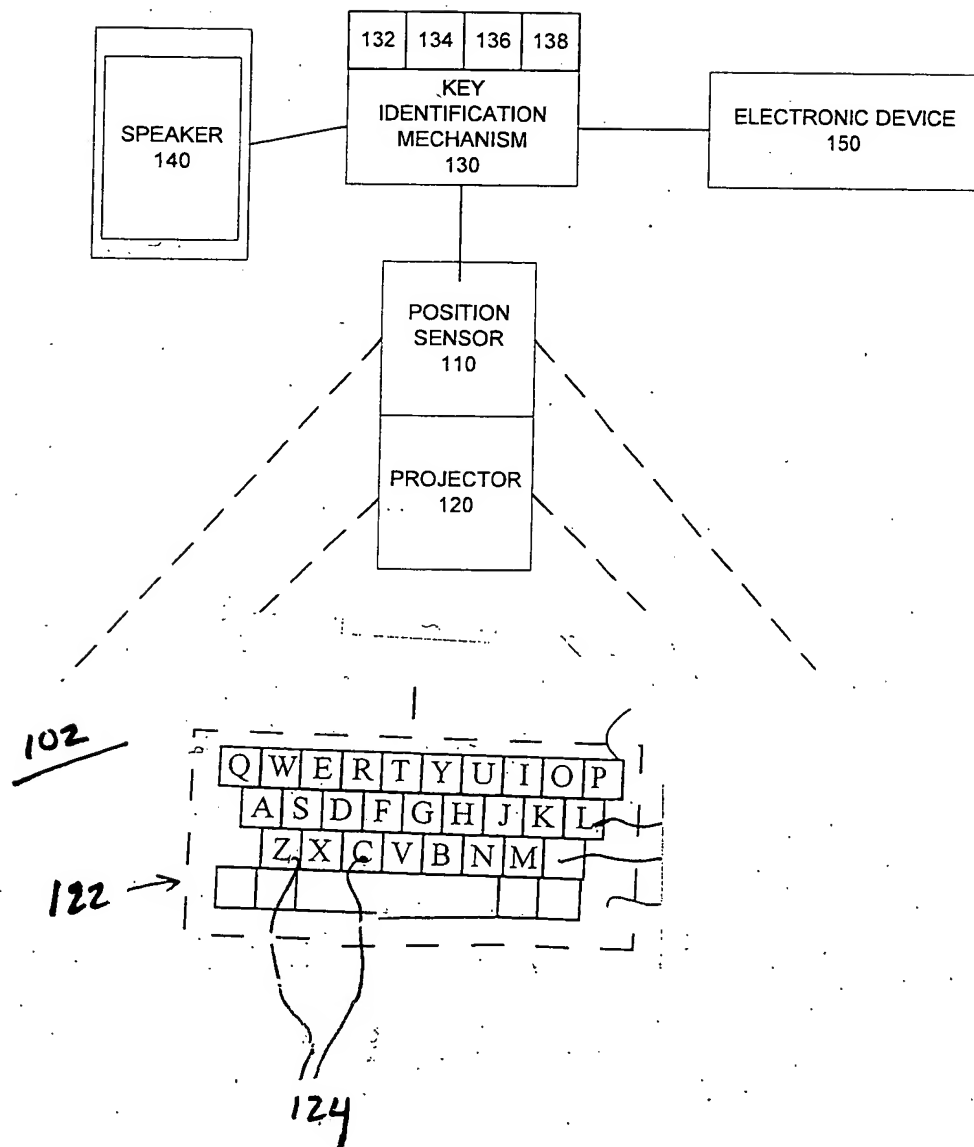 132 134 136 138
KEY
IDENTIFICATION
MECHANISM
130
SPEAKER
140
ELECTRONIC DEVICE
150
POSITION
SENSOR
110
PROJECTOR
120
102
Q W E R T Y U I O P
A S D F G H J K L
Z X C V B N M
122
124